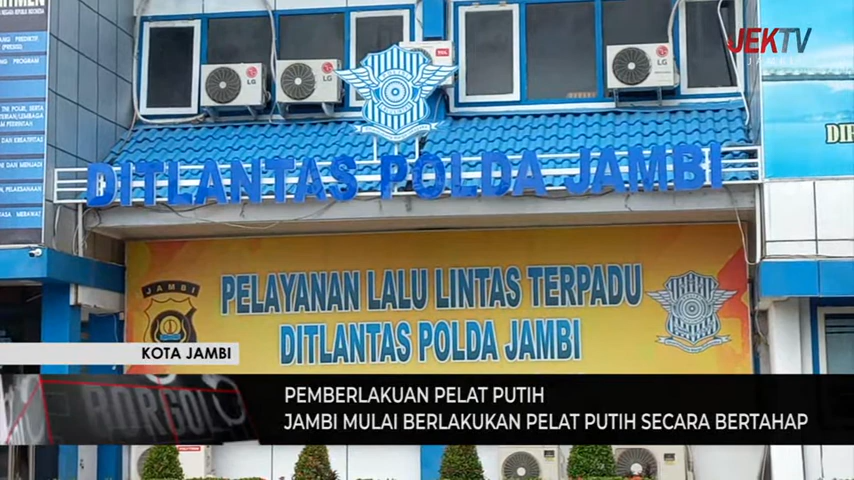 JEKTV
JAMBI
LG
LG
TCL
LG
DITLANTAS POLDA JAMBI
PELAYANAN LALU LINTAS TERPADU
DITLANTAS POLDA JAMBI
JAMBI
KOTA JAMBI
BORGOL
PEMBERLAKUAN PELAT PUTIH
JAMBI MULAI BERLAKUKAN PELAT PUTIH SECARA BERTAHAP